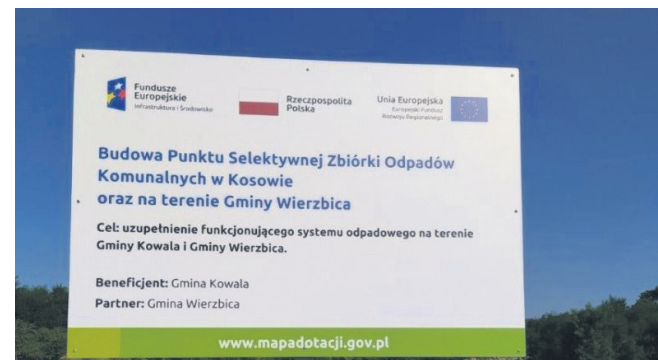 Fundusze
Europejskie
Infrastruktura i Środowisko
Rzeczpospolita
Polska
Unia Europejska
Europejski Fundusz
Rozwoju Regionalnego
Budowa Punktu Selektywnej Zbiórki Odpadów
Komunalnych w Kosowie
oraz na terenie Gminy Wierzbica
Cel: uzupełnienie funkcjonującego systemu odpadowego na terenie
Gminy Kowala i Gminy Wierzbica.
Beneficjent: Gmina Kowala
Partner: Gmina Wierzbica
www.mapadotacji.gov.pl